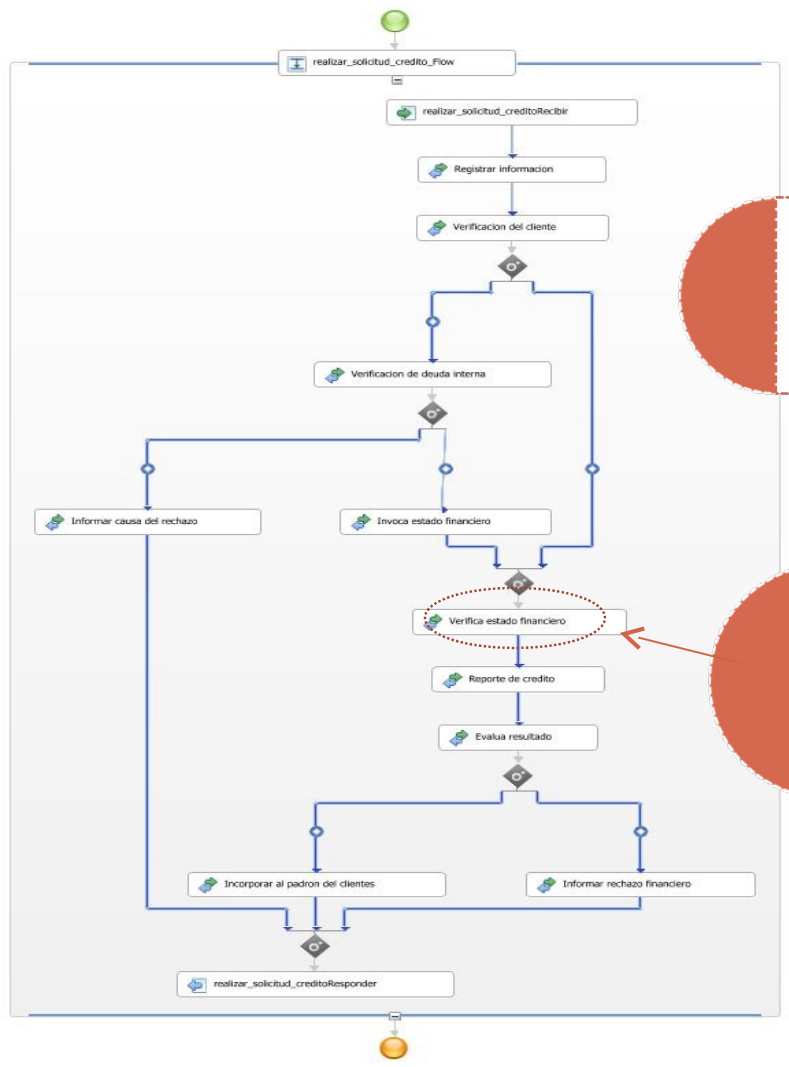 realizar_solicitud_credito_Flow
realizar_solicitud_creditoRecibir
Registrar informacion
Verificacion del cliente
Verificacion de deuda interna
Informar causa del rechazo
Invoca estado financiero
Verifica estado financiero
Reporte de credito
Evalua resultado
Incorporar al padron del clientes
Informar rechazo financiero
realizar_solicitud_creditoResponder